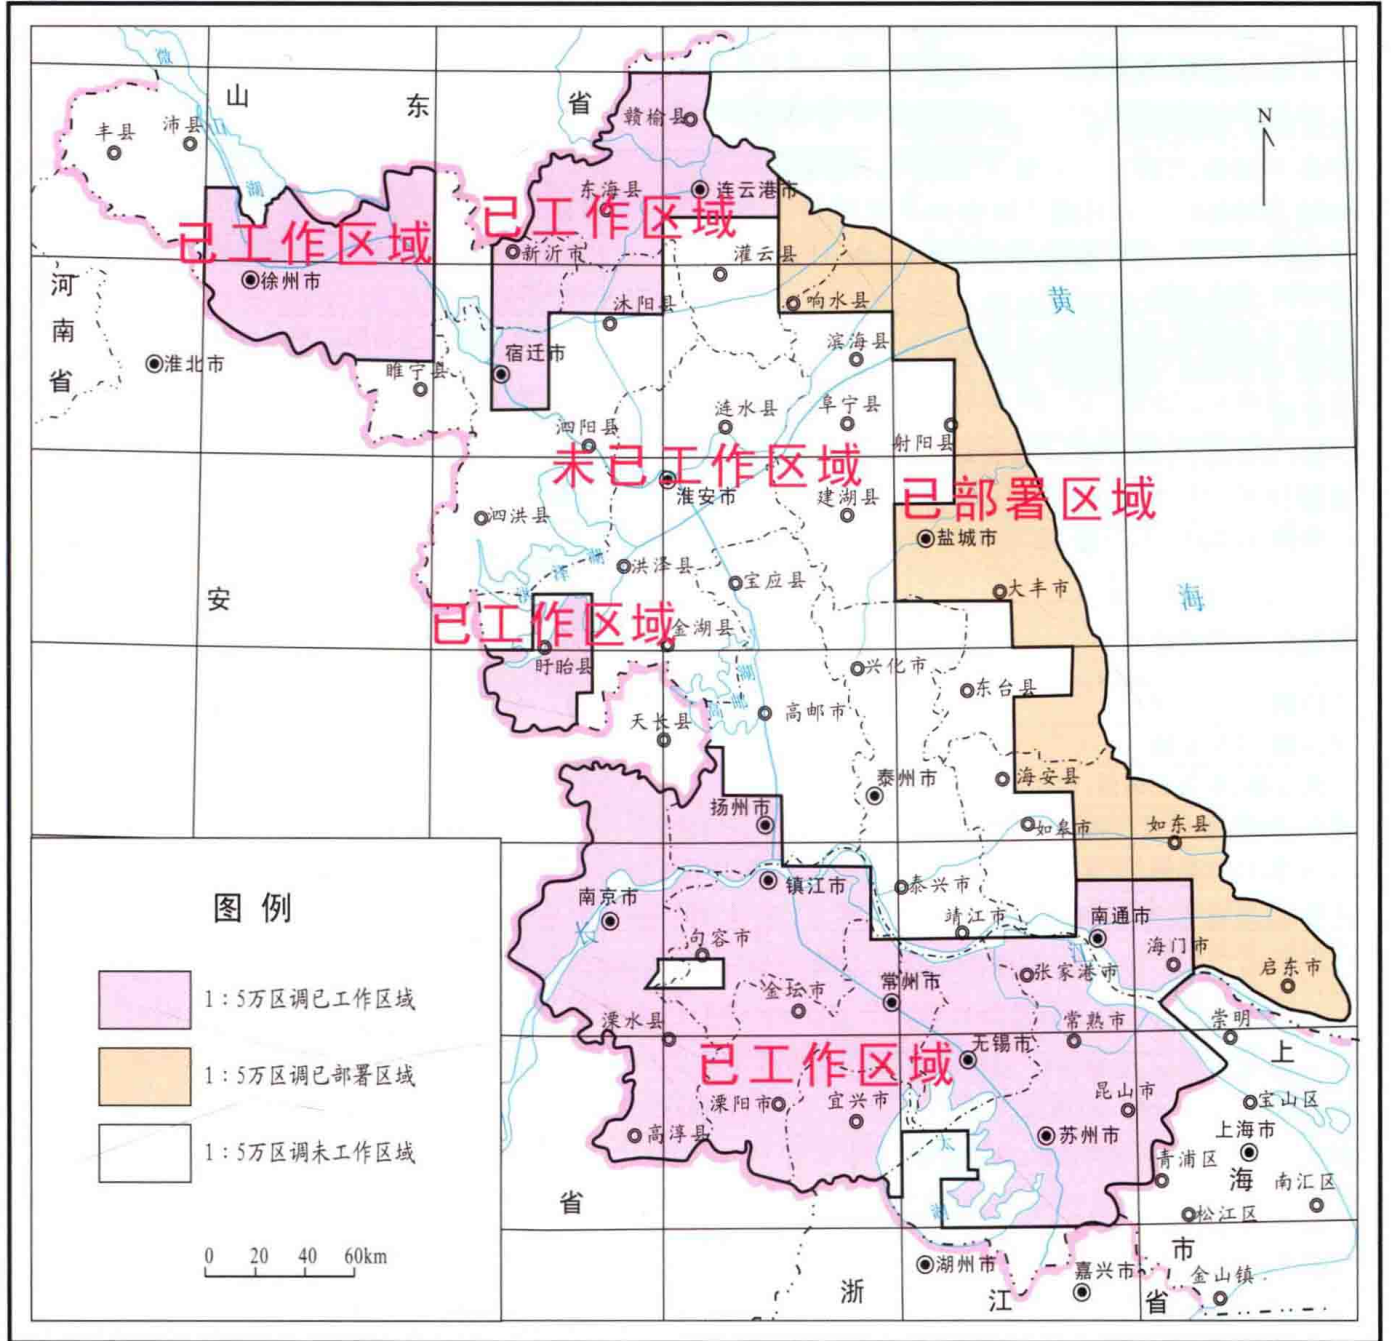 微
山
湖
山 东 省
赣榆县
N
丰县
沛县
东海县
连云港市
已工作区域
已工作区域
新沂市
灌云县
徐州市
河南省
黄
海
沐阳县
响水县
滨海县
宿迁市
淮北市
睢宁县
涟水县
阜宁县
泗阳县
射阳县
未已工作区域
已部署区域
淮安市
建湖县
泗洪县
盐城市
洪泽县
洪
泽
湖
宝应县
大丰市
安
已工作区域
金湖县
盱眙县
兴化市
东台县
天长县
高邮市
高
邮
湖
泰州市
海安县
扬州市
如皋市
如东县
图 例
镇江市
泰兴市
南京市
靖江市
南通市
长
江
句容市
海门市
启东市
1：5万区调已工作区域
金坛市
常州市
张家港市
溧水县
常熟市
崇明
上
海
市
已工作区域
无锡市
1：5万区调已部署区域
溧阳市
宜兴市
昆山市
宝山区
高淳县
苏州市
上海市
1：5万区调未工作区域
太
湖
青浦区
南汇区
松江区
省
0 20 40 60km
湖州市
嘉兴市
金山镇
浙 江 省